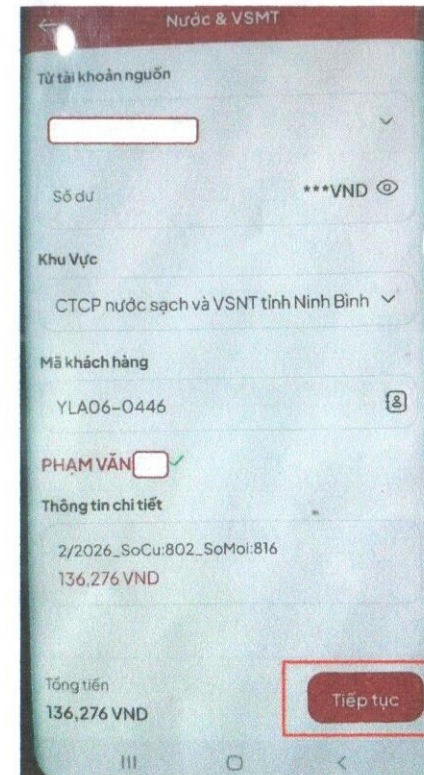 Nước & VSMT
Từ tài khoản nguồn
Số dư ***VND
Khu Vực
CTCP nước sạch và VSNT tỉnh Ninh Bình
Mã khách hàng
YLA06-0446
PHẠM VĂN
Thông tin chi tiết
2/2026_SoCu:802_SoMoi:816
136,276 VND
Tổng tiền
136,276 VND
Tiếp tục